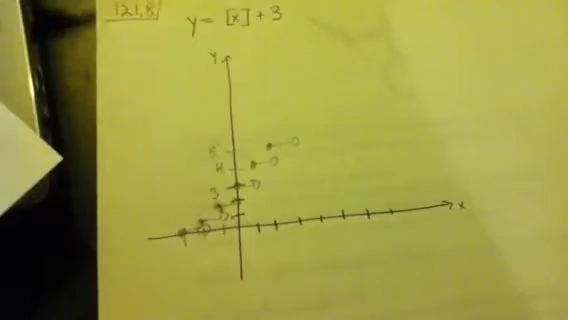 121,8
y = [x] + 3
Y
5
4
3
x